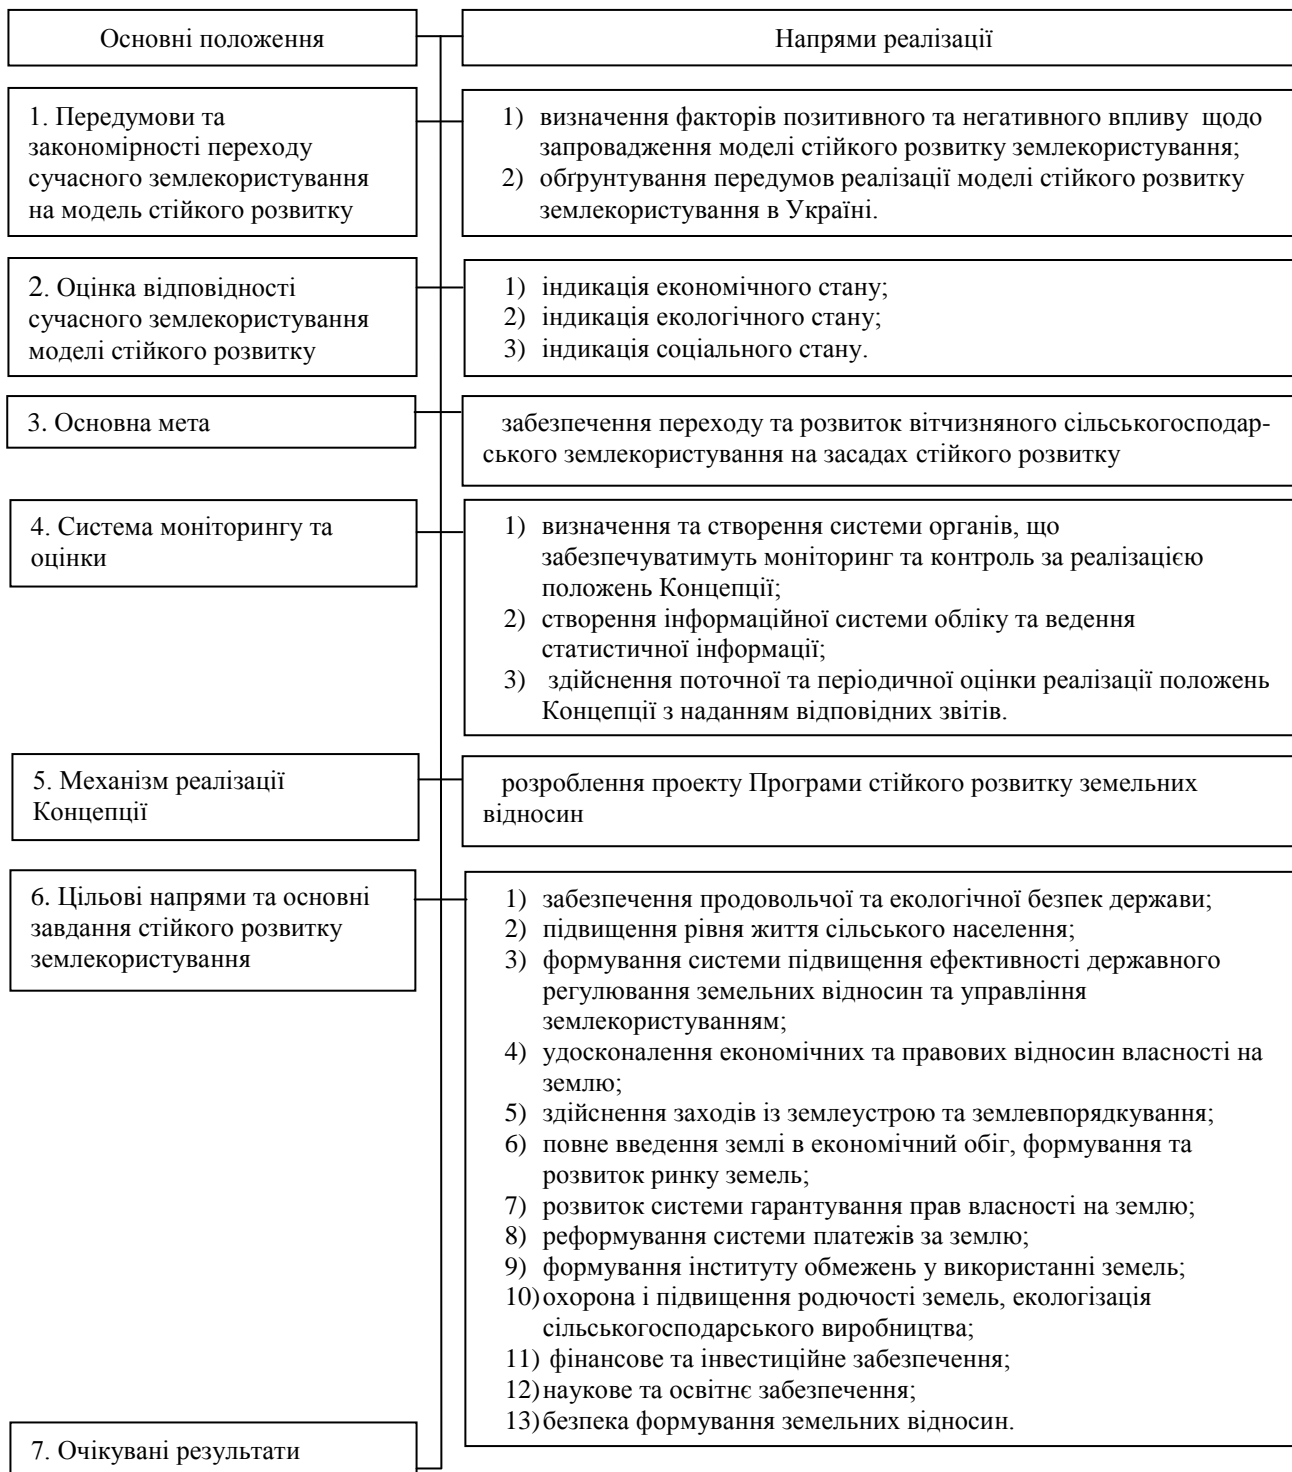 Основні положення
Напрями реалізації
1. Передумови та
закономірності переходу
сучасного землекористування
на модель стійкого розвитку
1) визначення факторів позитивного та негативного впливу щодо
запровадження моделі стійкого розвитку землекористування;
2) обґрунтування передумов реалізації моделі стійкого розвитку
землекористування в Україні.
2. Оцінка відповідності
сучасного землекористування
моделі стійкого розвитку
1) індикація економічного стану;
2) індикація екологічного стану;
3) індикація соціального стану.
3. Основна мета
забезпечення переходу та розвиток вітчизняного сільськогосподар-
ського землекористування на засадах стійкого розвитку
4. Система моніторингу та
оцінки
1) визначення та створення системи органів, що
забезпечуватимуть моніторинг та контроль за реалізацією
положень Концепції;
2) створення інформаційної системи обліку та ведення
статистичної інформації;
3) здійснення поточної та періодичної оцінки реалізації положень
Концепції з наданням відповідних звітів.
5. Механізм реалізації
Концепції
розроблення проекту Програми стійкого розвитку земельних
відносин
6. Цільові напрями та основні
завдання стійкого розвитку
землекористування
1) забезпечення продовольчої та екологічної безпек держави;
2) підвищення рівня життя сільського населення;
3) формування системи підвищення ефективності державного
регулювання земельних відносин та управління
землекористуванням;
4) удосконалення економічних та правових відносин власності на
землю;
5) здійснення заходів із землеустрою та землевпорядкування;
6) повне введення землі в економічний обіг, формування та
розвиток ринку земель;
7) розвиток системи гарантування прав власності на землю;
8) реформування системи платежів за землю;
9) формування інституту обмежень у використанні земель;
10) охорона і підвищення родючості земель, екологізація
сільськогосподарського виробництва;
11) фінансове та інвестиційне забезпечення;
12) наукове та освітнє забезпечення;
13) безпека формування земельних відносин.
7. Очікувані результати